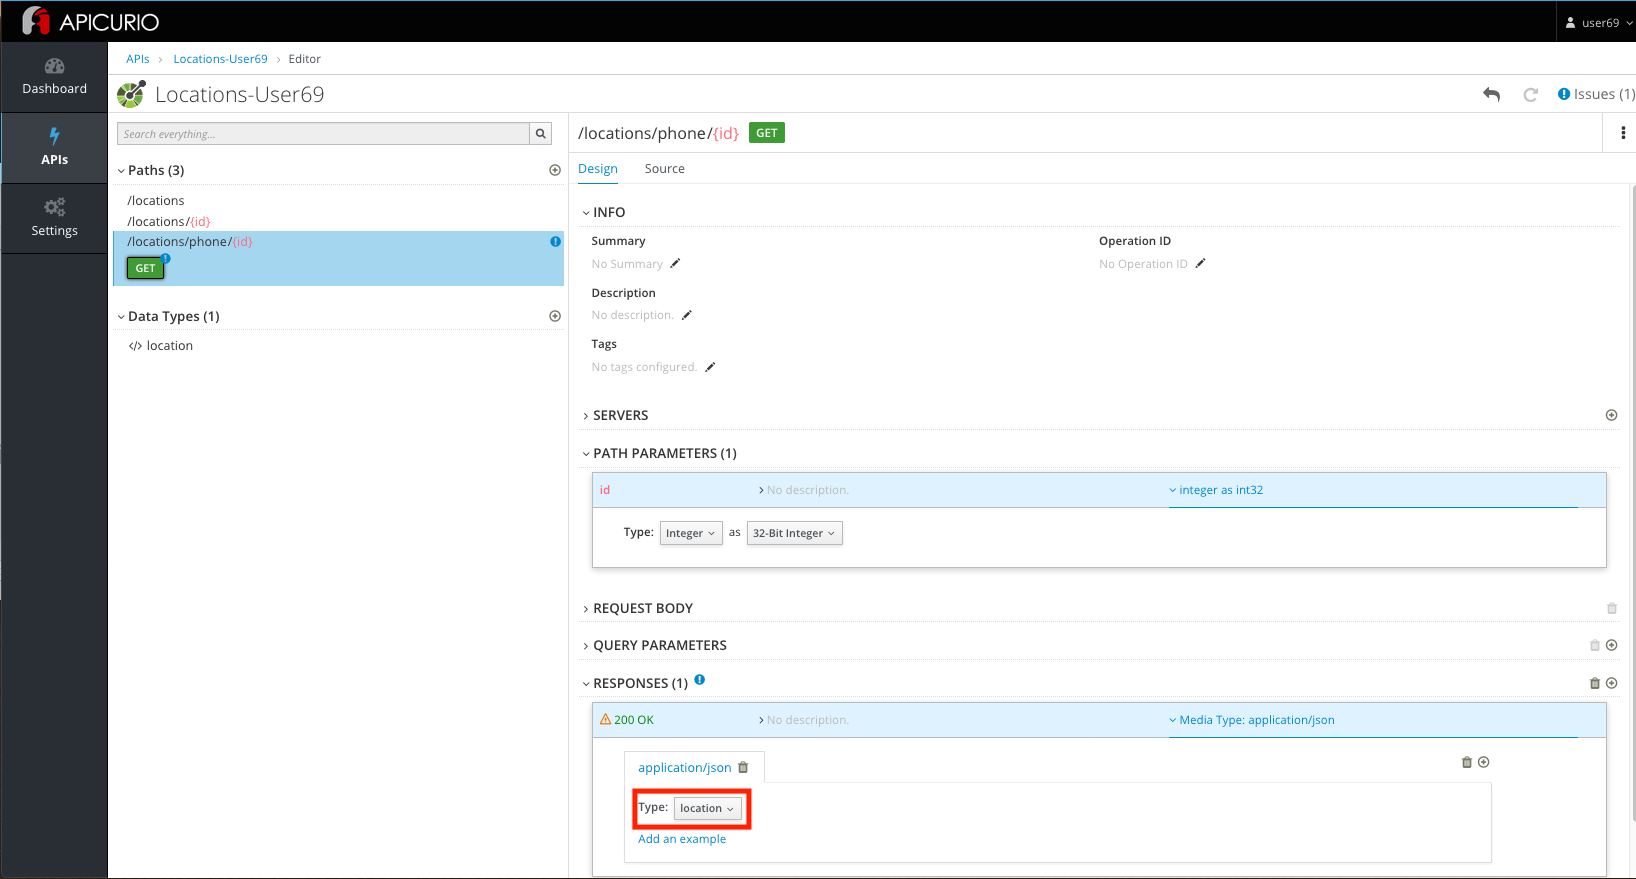 APICURIO
user69
Dashboard
APIs
Settings
APIs › Locations-User69 › Editor
Locations-User69
Issues (1)
Search everything...
Paths (3)
/locations
/locations/{id}
/locations/phone/{id}
GET
Data Types (1)
</> location
/locations/phone/{id} GET
Design Source
INFO
Summary
No Summary
Operation ID
No Operation ID
Description
No description.
Tags
No tags configured.
SERVERS
PATH PARAMETERS (1)
id No description. integer as int32
Type: Integer as 32-Bit Integer
REQUEST BODY
QUERY PARAMETERS
RESPONSES (1)
200 OK No description. Media Type: application/json
application/json
Type: location
Add an example